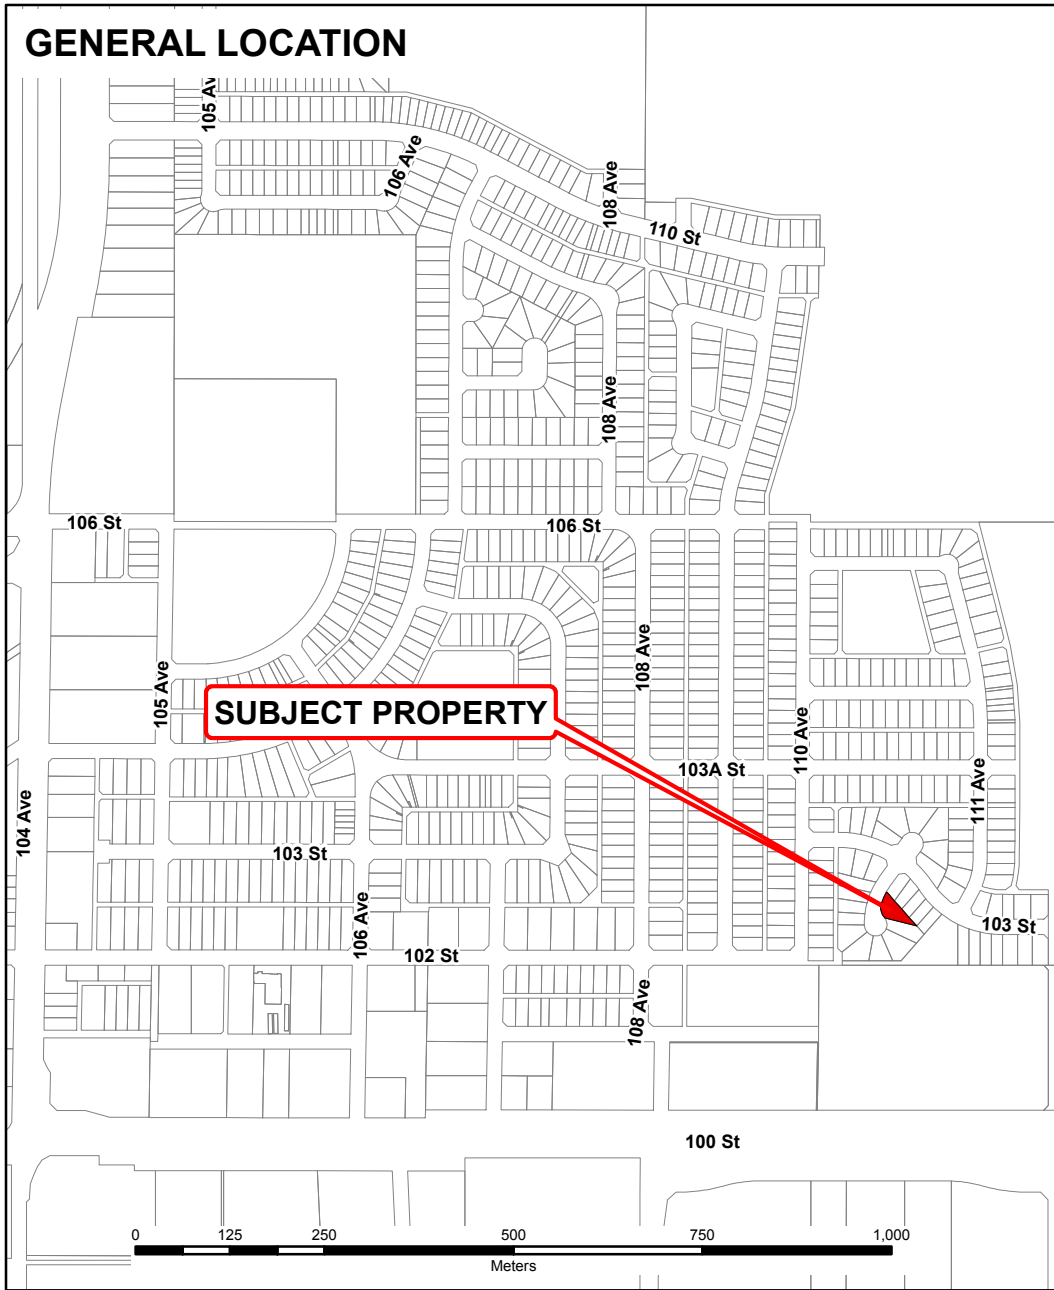 GENERAL LOCATION
105 Ave
106 Ave
108 Ave
110 St
108 Ave
106 St
106 St
108 Ave
105 Ave
SUBJECT PROPERTY
110 Ave
103A St
111 Ave
104 Ave
103 St
106 Ave
103 St
102 St
108 Ave
100 St
0 125 250 500 750 1,000
Meters